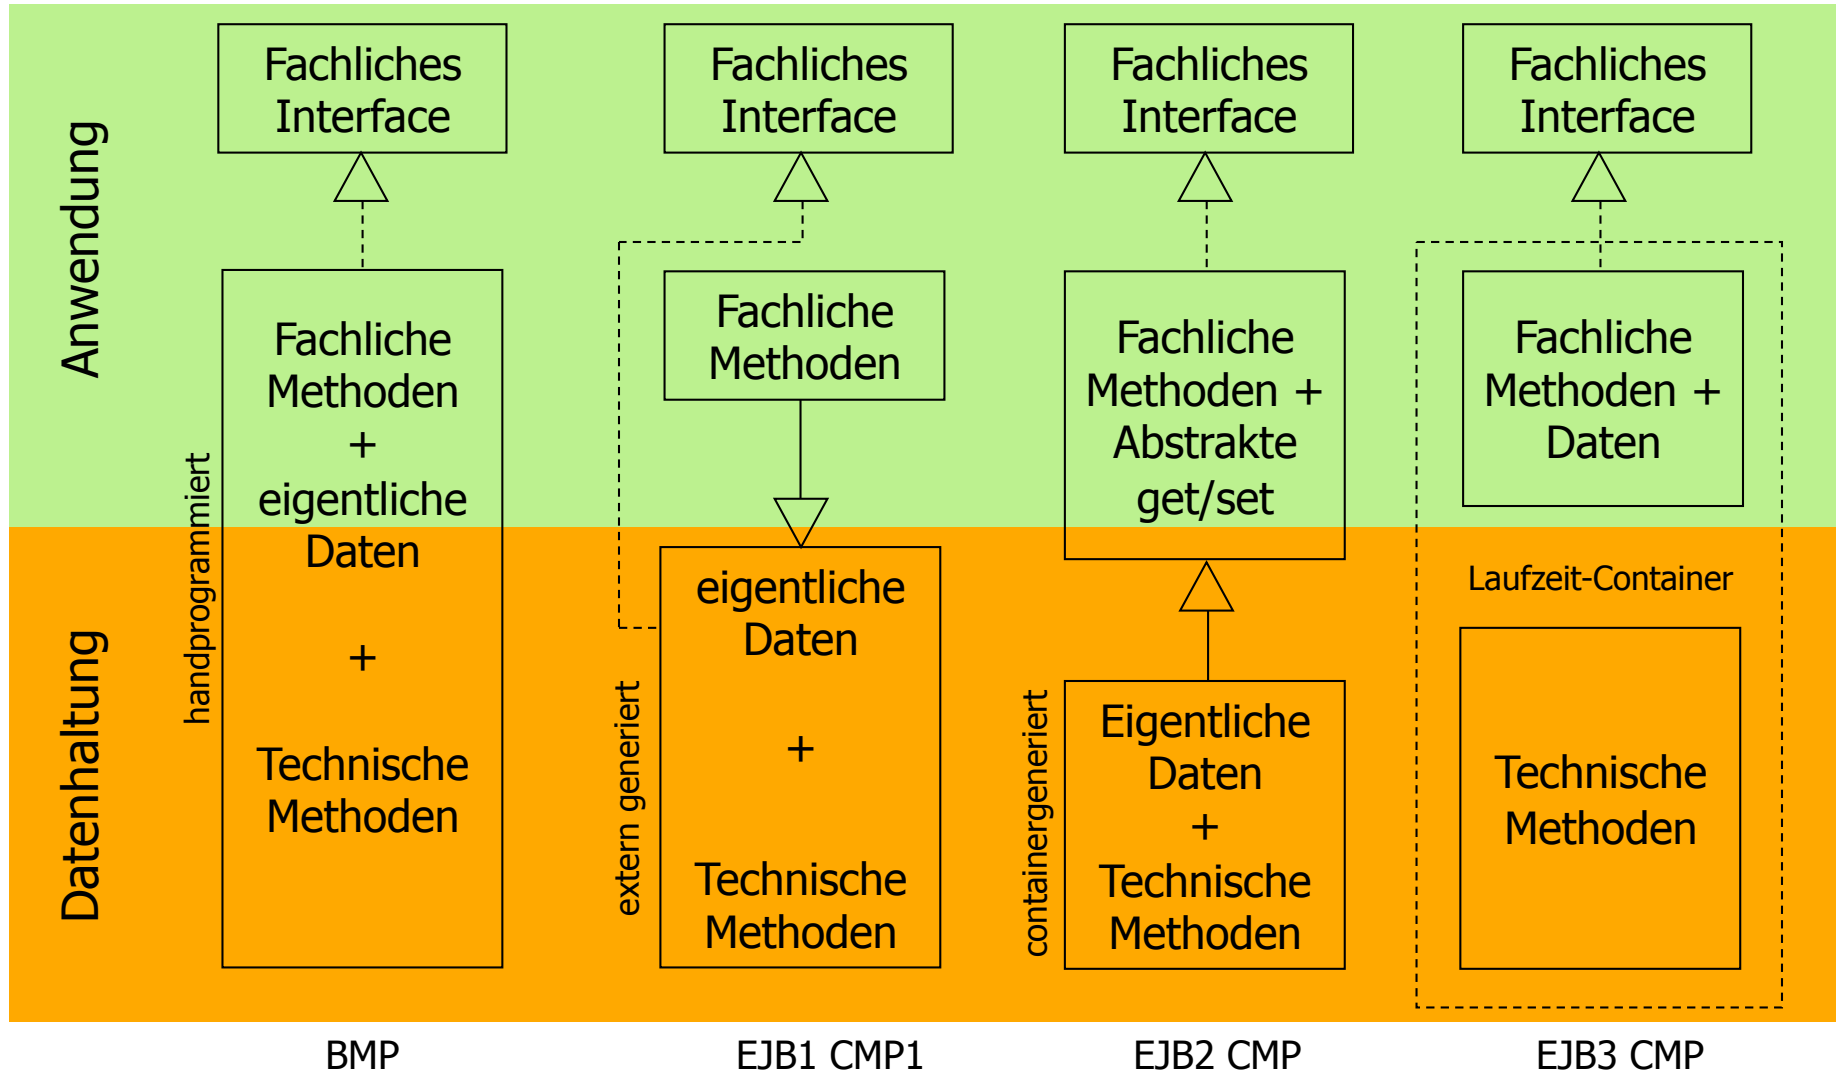 Anwendung
Datenhaltung
Fachliches
Interface
handprogrammiert
Fachliche
Methoden
+
eigentliche
Daten
+
Technische
Methoden
BMP
Fachliches
Interface
Fachliche
Methoden
extern generiert
eigentliche
Daten
+
Technische
Methoden
EJB1 CMP1
Fachliches
Interface
Fachliche
Methoden +
Abstrakte
get/set
containergeneriert
Eigentliche
Daten
+
Technische
Methoden
EJB2 CMP
Fachliches
Interface
Fachliche
Methoden +
Daten
Laufzeit-Container
Technische
Methoden
EJB3 CMP